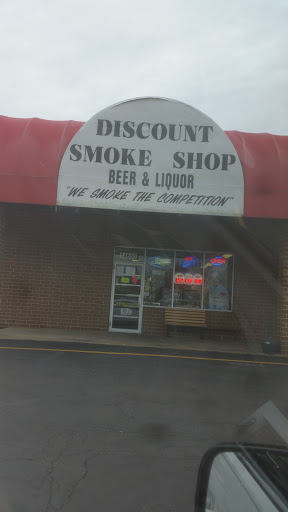 DISCOUNT
SMOKE SHOP
BEER & LIQUOR
"WE SMOKE THE COMPETITION"